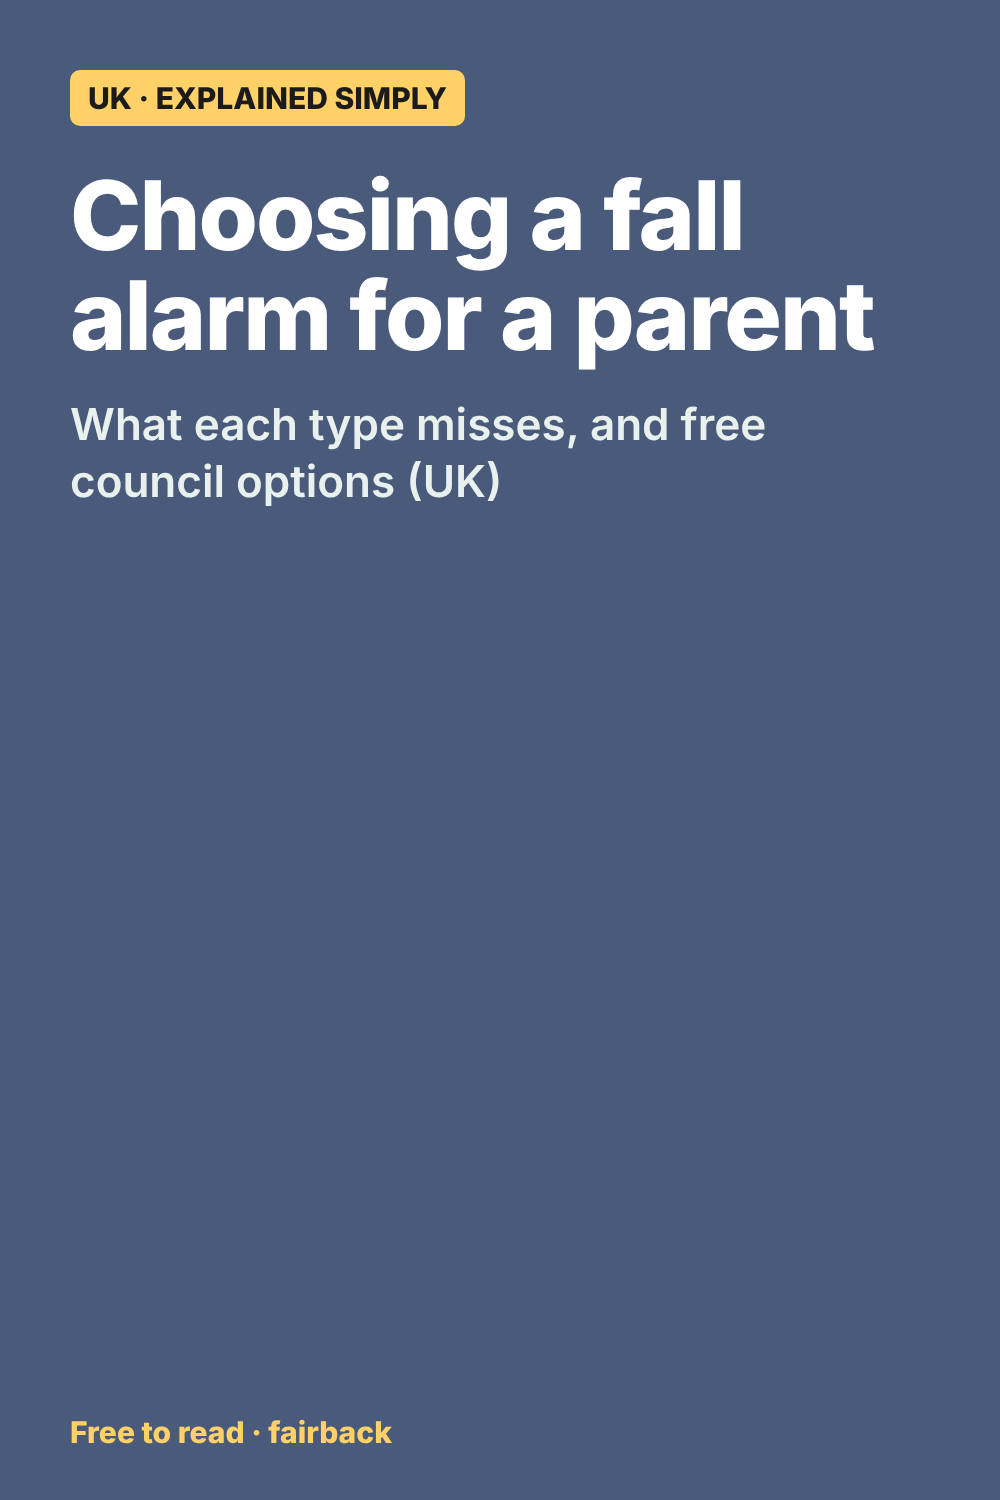 UK · EXPLAINED SIMPLY
Choosing a fall
alarm for a parent
What each type misses, and free
council options (UK)
Free to read · fairback